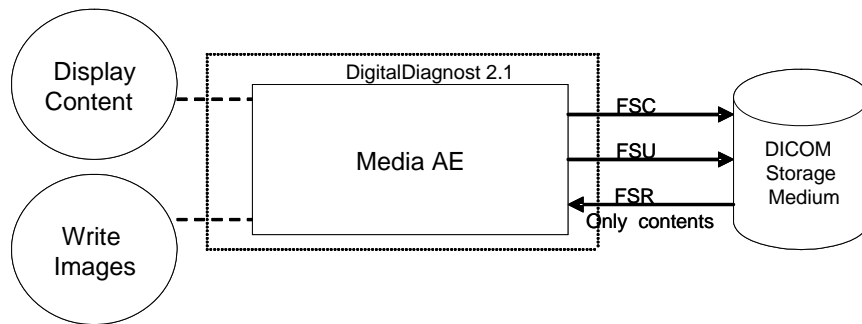 Display
Content
Write
Images
DigitalDiagnost 2.1
Media AE
FSC
FSU
FSR
Only contents
DICOM
Storage
Medium